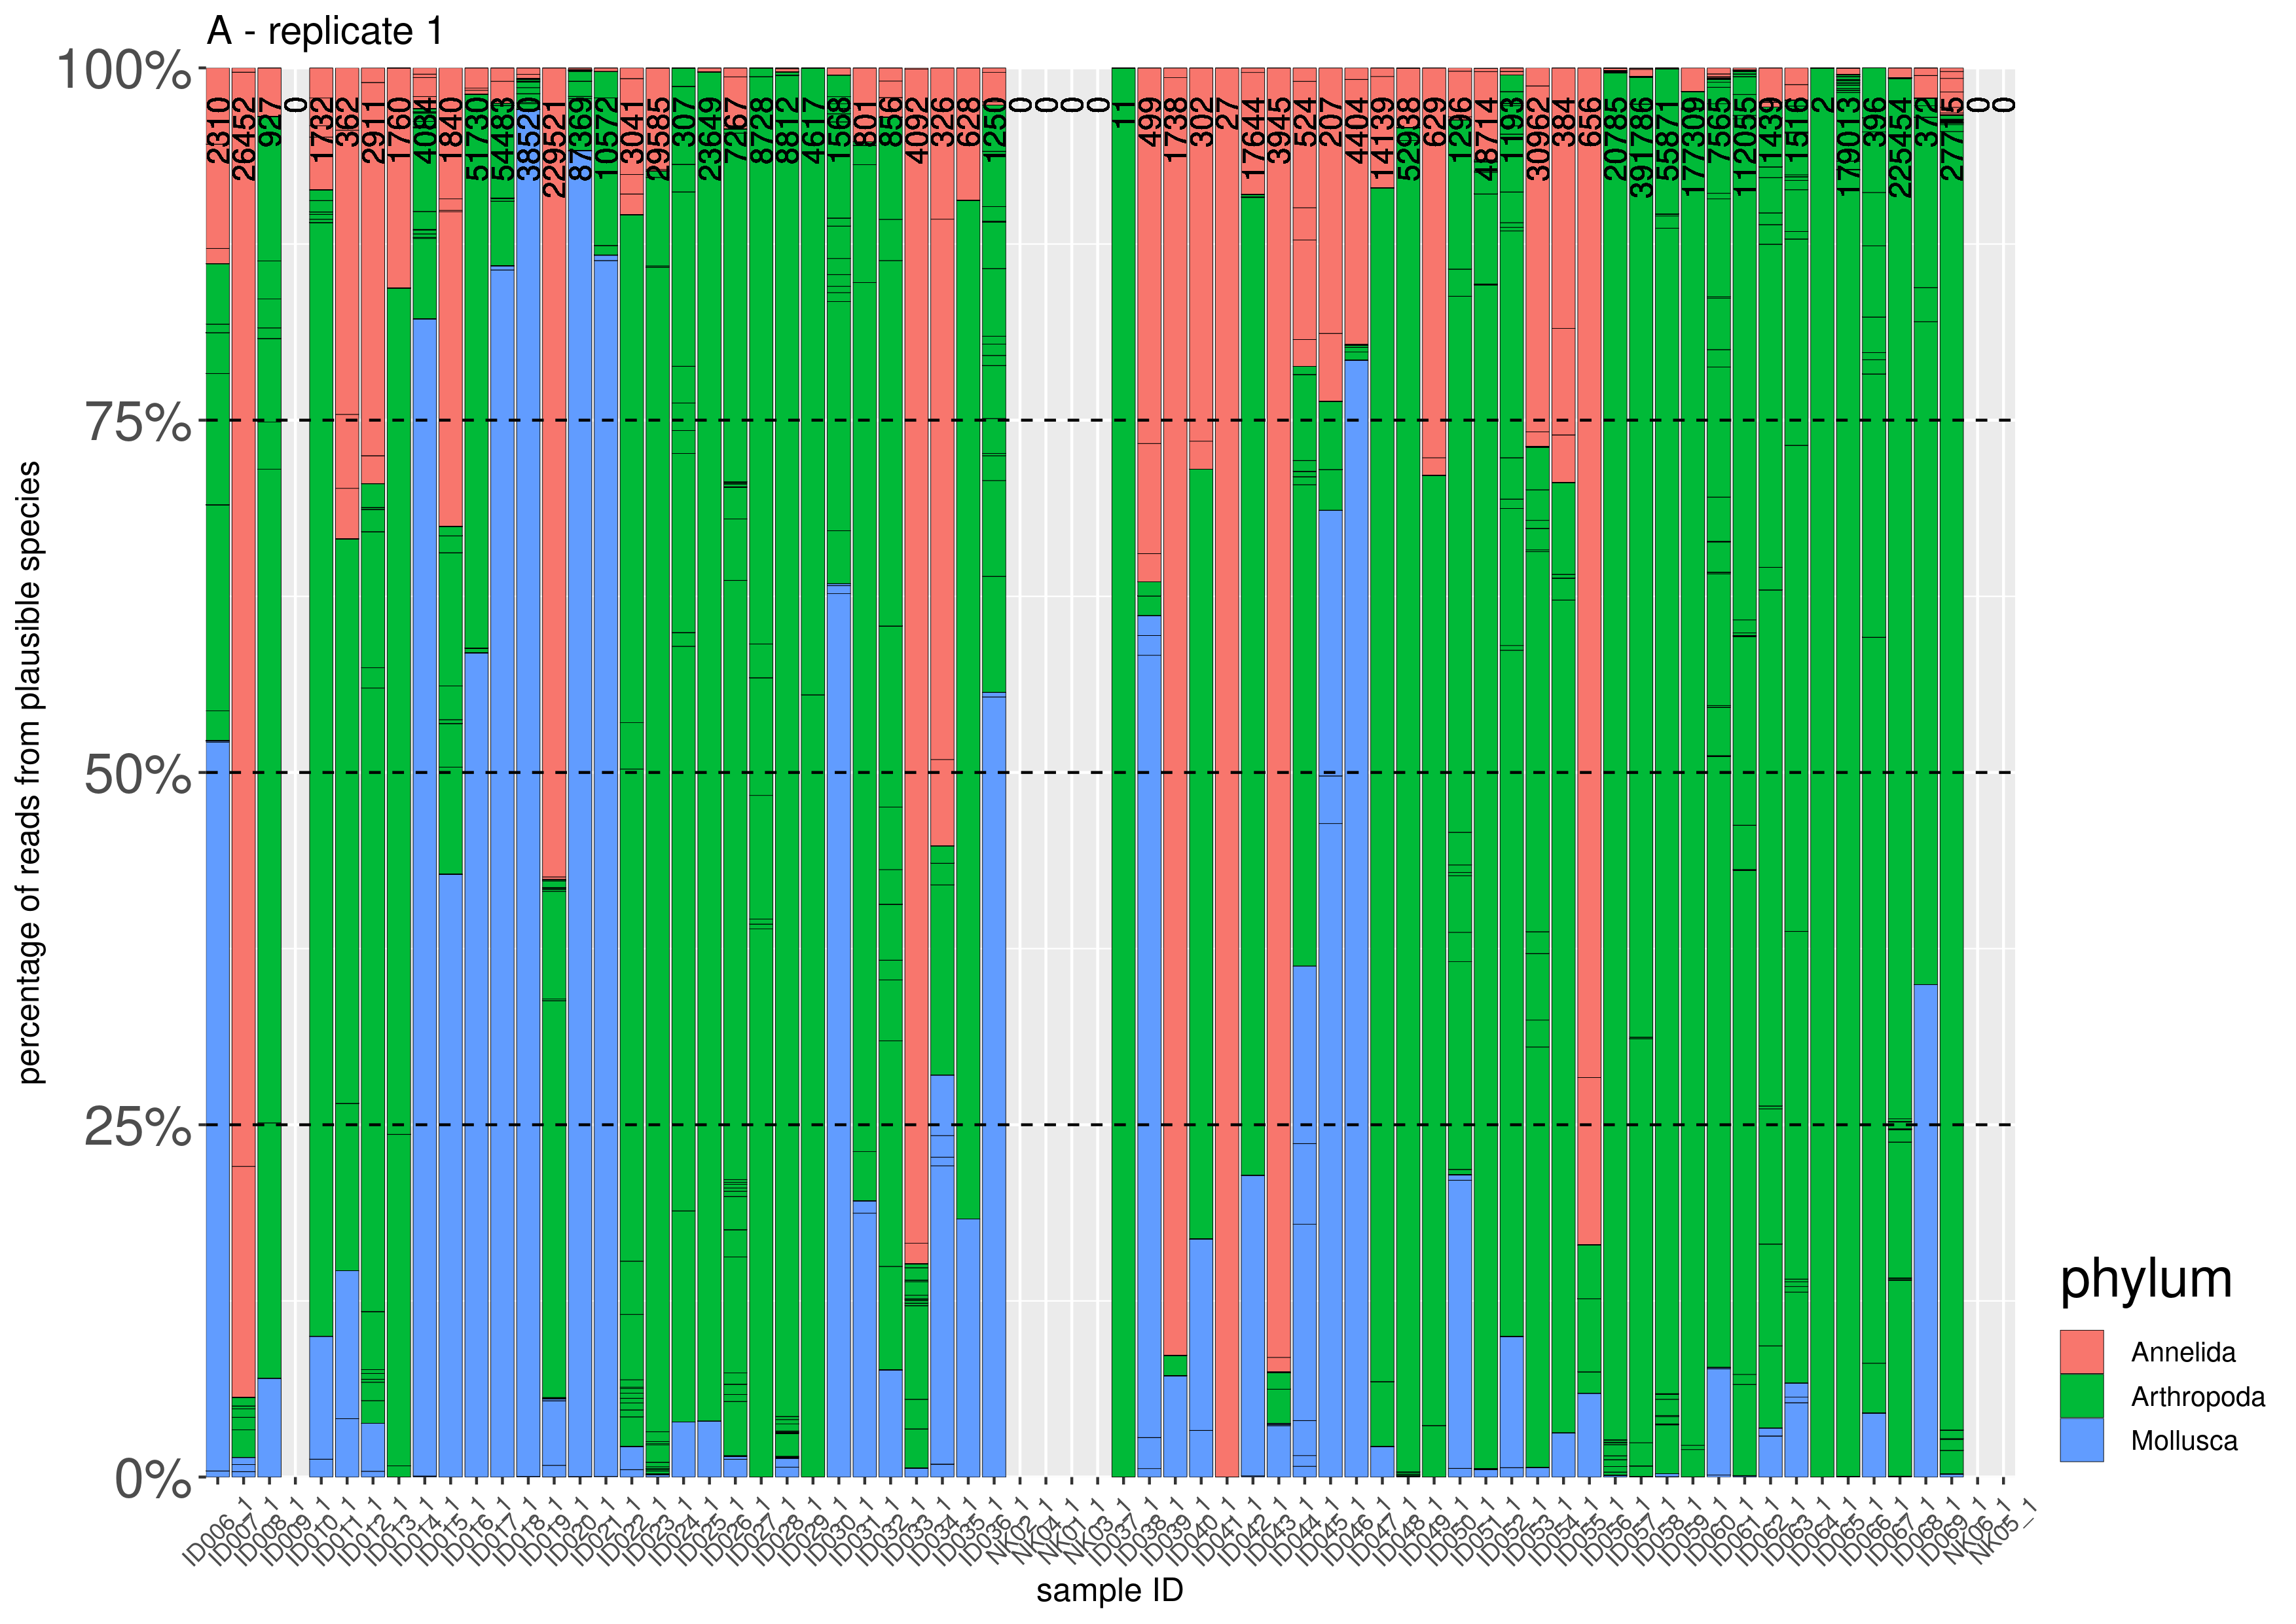 A - replicate 1
100%
75%
50%
25%
0%
percentage of reads from plausible species
2310
26452
927
0
1732
362
2911
1760
1840
51730
54483
38520
229521
87369
10572
3041
29585
307
23649
7267
8728
8812
4617
1568
801
856
4092
326
628
1250
0
0
0
0
11
499
1738
302
27
17644
3945
524
207
4404
14139
52938
629
1296
48714
1193
30962
384
656
20785
391786
55871
177309
7565
112055
11439
1516
2
179013
396
225454
372
2715
0
0
ID006_1
ID007_1
ID008_1
ID009_1
ID010_1
ID011_1
ID012_1
ID013_1
ID014_1
ID015_1
ID016_1
ID017_1
ID018_1
ID019_1
ID020_1
ID021_1
ID022_1
ID023_1
ID024_1
ID025_1
ID026_1
ID027_1
ID028_1
ID029_1
ID030_1
ID031_1
ID032_1
ID033_1
ID034_1
ID035_1
ID036_1
NK02_1
NK04_1
NK01_1
NK03_1
ID037_1
ID038_1
ID039_1
ID040_1
ID041_1
ID042_1
ID043_1
ID044_1
ID045_1
ID046_1
ID047_1
ID048_1
ID049_1
ID050_1
ID051_1
ID052_1
ID053_1
ID054_1
ID055_1
ID056_1
ID057_1
ID058_1
ID059_1
ID060_1
ID061_1
ID062_1
ID063_1
ID064_1
ID065_1
ID066_1
ID067_1
ID068_1
ID069_1
NK06_1
NK05_1
sample ID
phylum
Annelida
Arthropoda
Mollusca